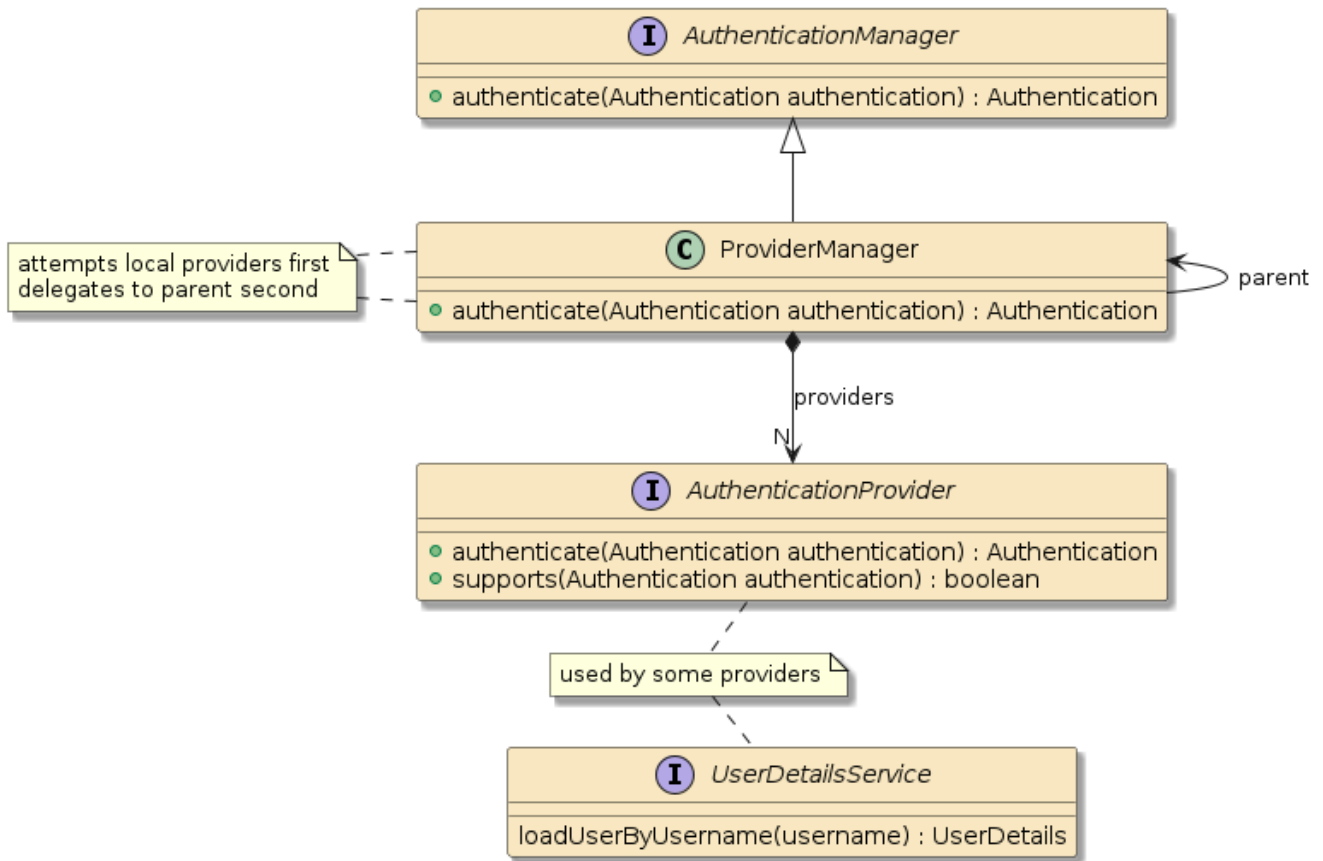 I AuthenticationManager
authenticate(Authentication authentication) : Authentication
C ProviderManager
attempts local providers first
delegates to parent second
authenticate(Authentication authentication) : Authentication
parent
providers
N
I AuthenticationProvider
authenticate(Authentication authentication) : Authentication
supports(Authentication authentication) : boolean
used by some providers
I UserDetailsService
loadUserByUsername(username) : UserDetails